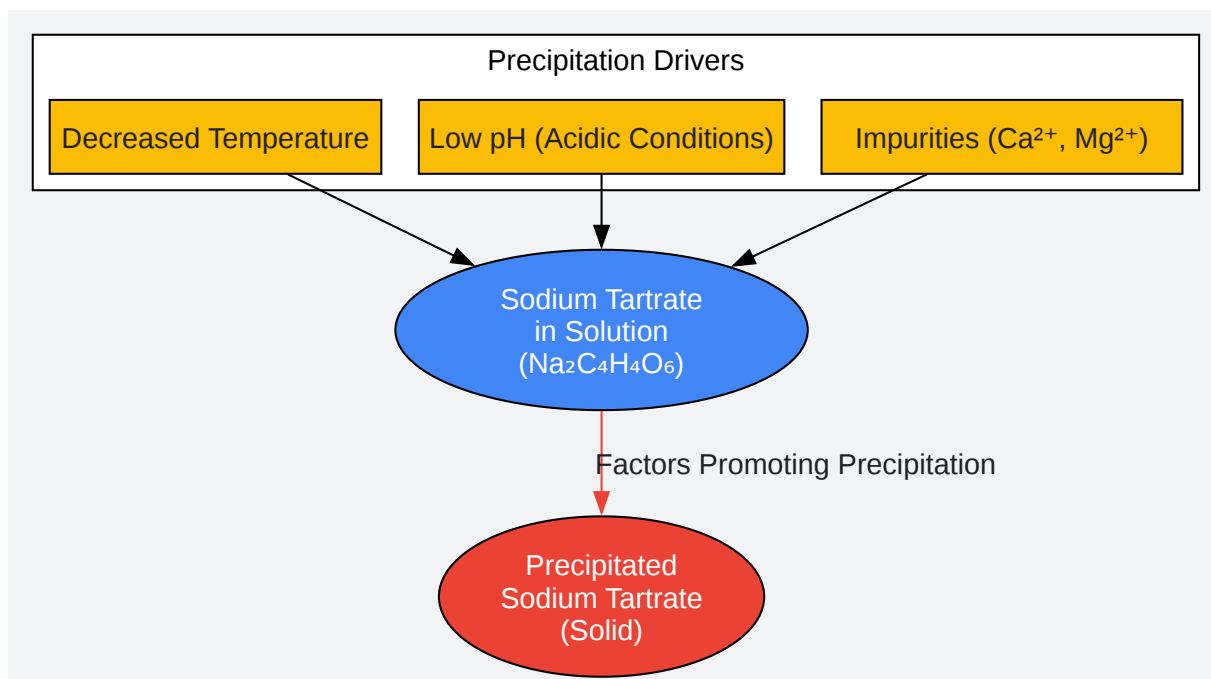 Precipitation Drivers
Decreased Temperature
Low pH (Acidic Conditions)
Impurities (Ca²⁺, Mg²⁺)
Sodium Tartrate
in Solution
(Na₂C₄H₄O₆)
Factors Promoting Precipitation
Precipitated
Sodium Tartrate
(Solid)